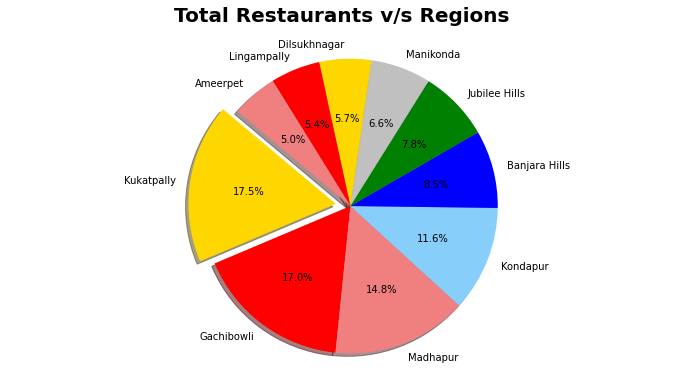 Total Restaurants v/s Regions
Dilsukhnagar
Lingampally
Manikonda
Ameerpet
Jubilee Hills
5.7%
6.6%
5.4%
5.0%
7.8%
Banjara Hills
Kukatpally
17.5%
8.5%
11.6%
Kondapur
17.0%
14.8%
Gachibowli
Madhapur